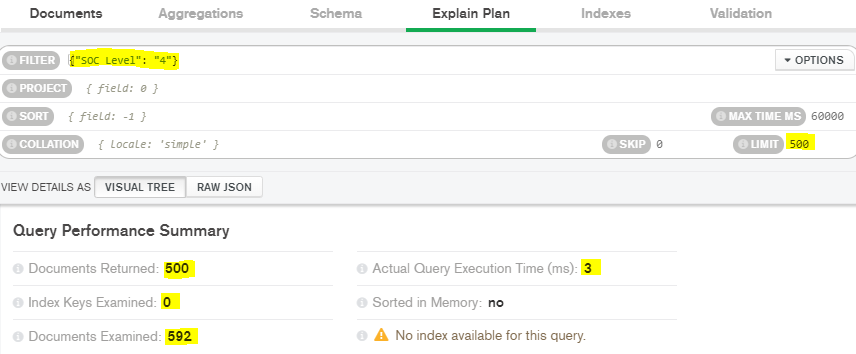 Documents Aggregations Schema Explain Plan Indexes Validation
FILTER {"SOC Level": "4"} OPTIONS
PROJECT { field: 0 }
SORT { field: -1 } MAX TIME MS 60000
COLLATION { locale: 'simple' } SKIP 0 LIMIT 500
VIEW DETAILS AS VISUAL TREE RAW JSON
Query Performance Summary
Documents Returned: 500 Actual Query Execution Time (ms): 3
Index Keys Examined: 0 Sorted in Memory: no
Documents Examined: 592 No index available for this query.